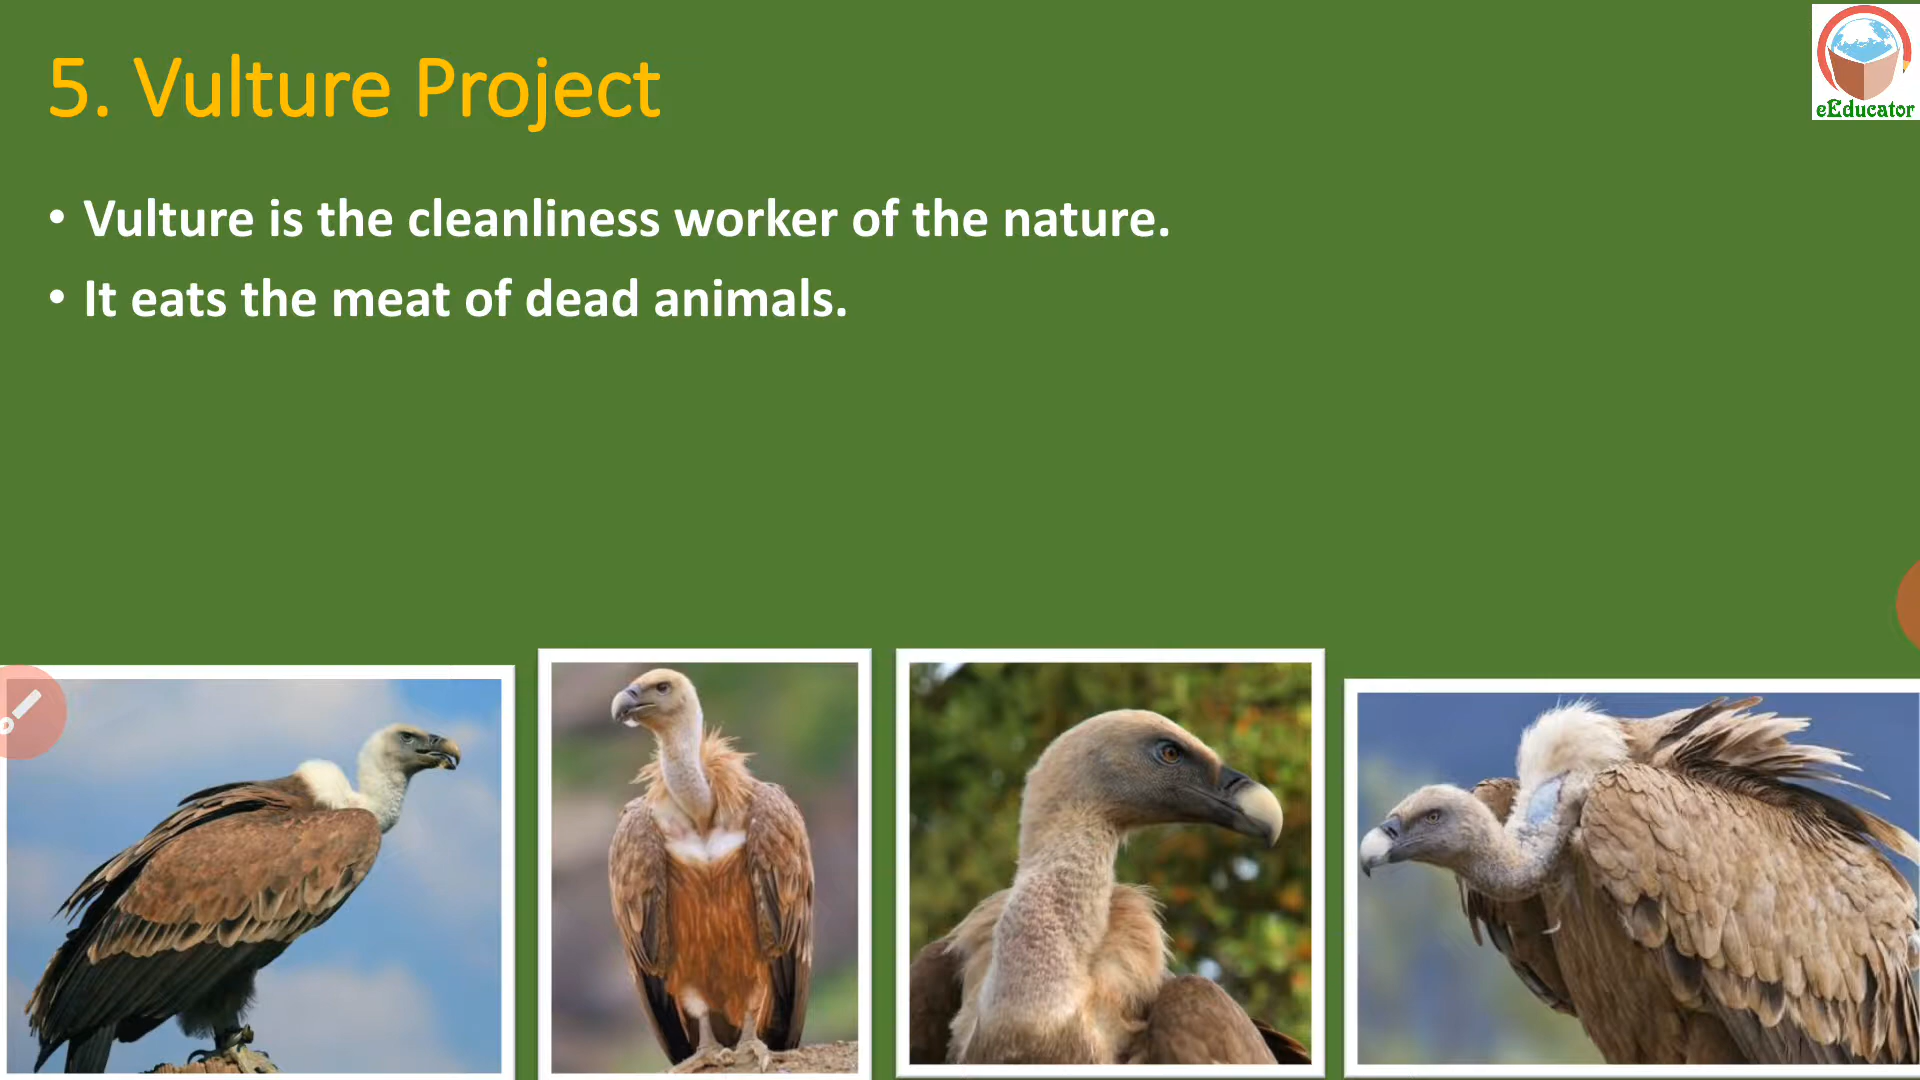 5. Vulture Project
eEducator
• Vulture is the cleanliness worker of the nature.
• It eats the meat of dead animals.